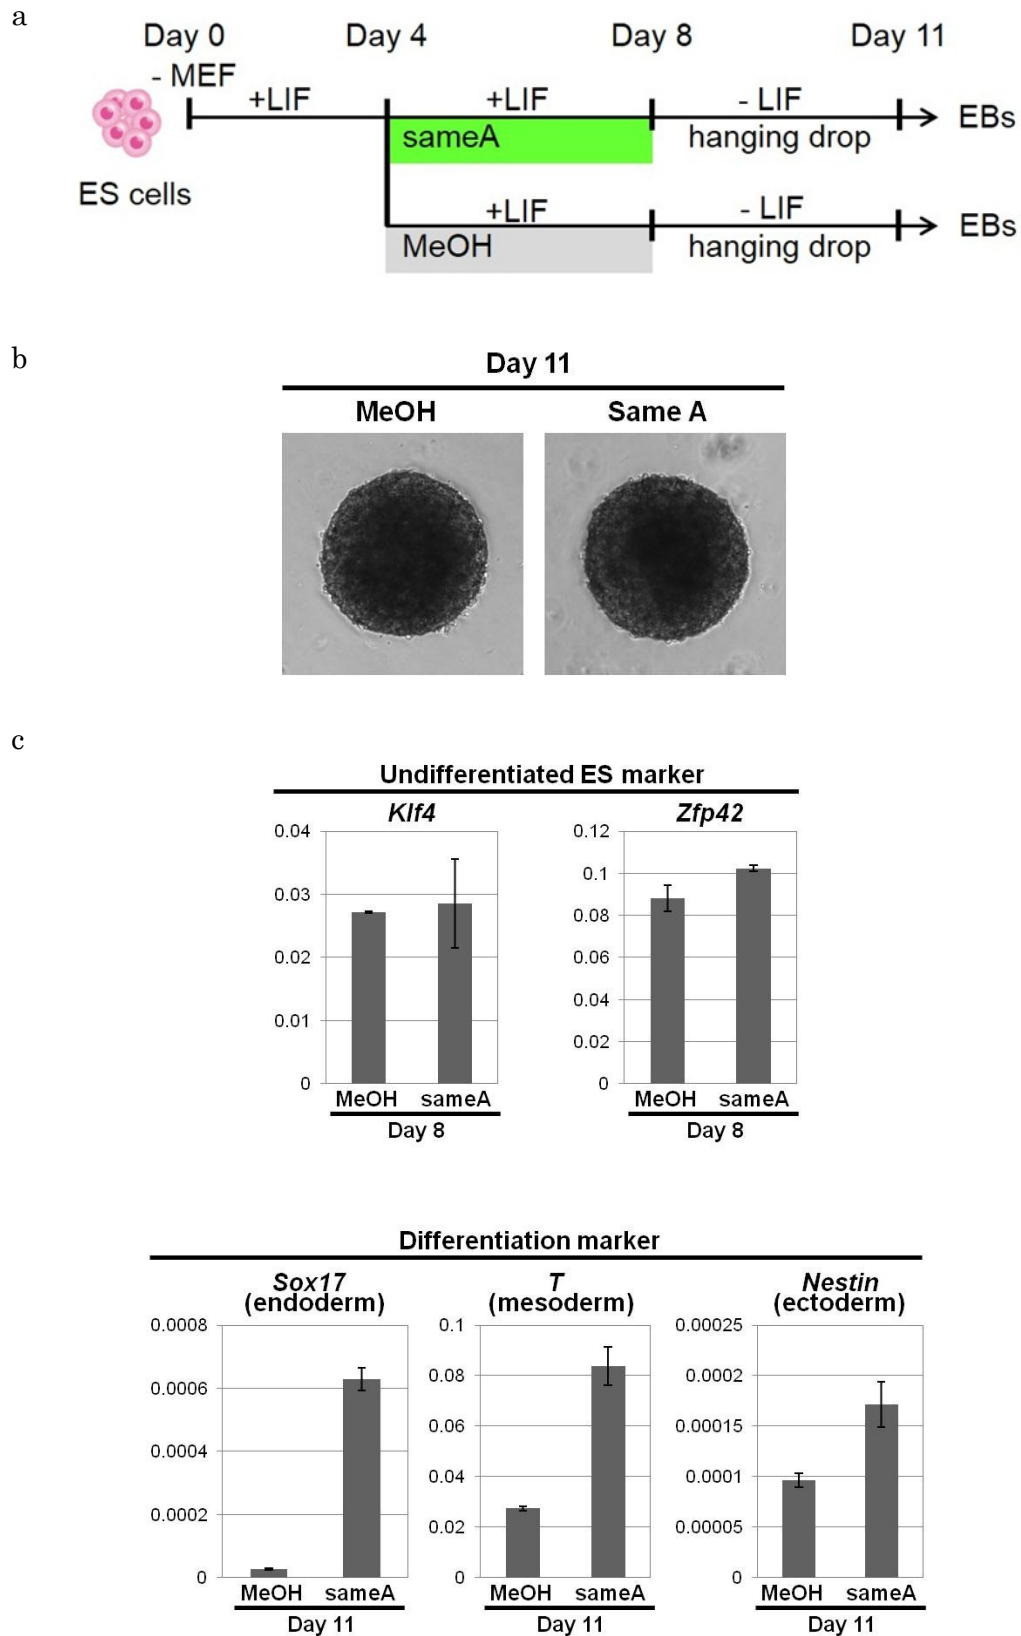 a
Day 0 Day 4 Day 8 Day 11
- MEF
+LIF +LIF - LIF EBs
sameA hanging drop
ES cells
+LIF - LIF EBs
MeOH hanging drop
b
Day 11
MeOH Same A
c
Undifferentiated ES marker
Klf4 Zfp42
0.04
0.03
0.02
0.01
0
MeOH sameA
Day 8
0.12
0.1
0.08
0.06
0.04
0.02
0
MeOH sameA
Day 8
Differentiation marker
Sox17
(endoderm)
0.0008
0.0006
0.0004
0.0002
0
MeOH sameA
Day 11
T
(mesoderm)
0.1
0.08
0.06
0.04
0.02
0
MeOH sameA
Day 11
Nestin
(ectoderm)
0.00025
0.0002
0.00015
0.0001
0.00005
0
MeOH sameA
Day 11